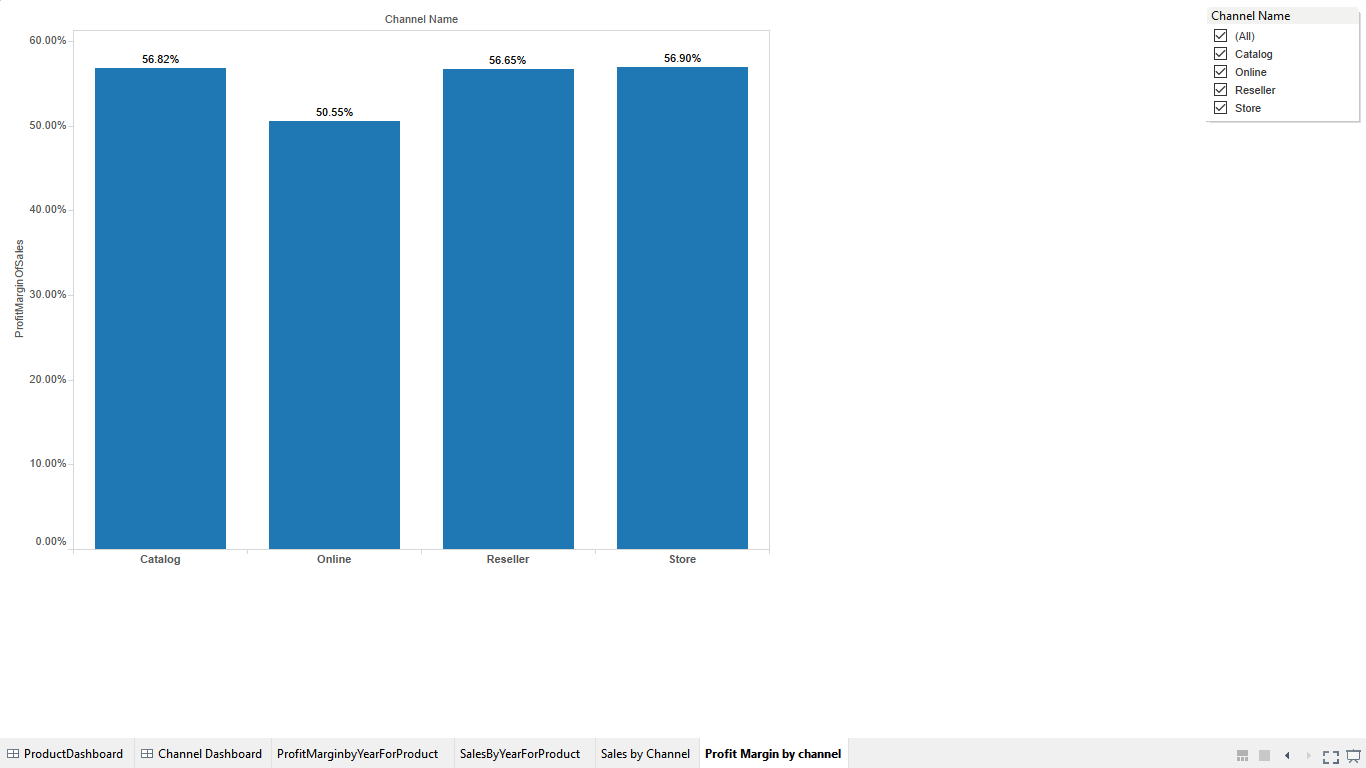 Channel Name
60.00%
50.00%
40.00%
30.00%
20.00%
10.00%
0.00%
ProfitMarginOfSales
56.82%
50.55%
56.65%
56.90%
Catalog
Online
Reseller
Store
Channel Name
(All)
Catalog
Online
Reseller
Store
ProductDashboard
Channel Dashboard
ProfitMarginbyYearForProduct
SalesByYearForProduct
Sales by Channel
Profit Margin by channel